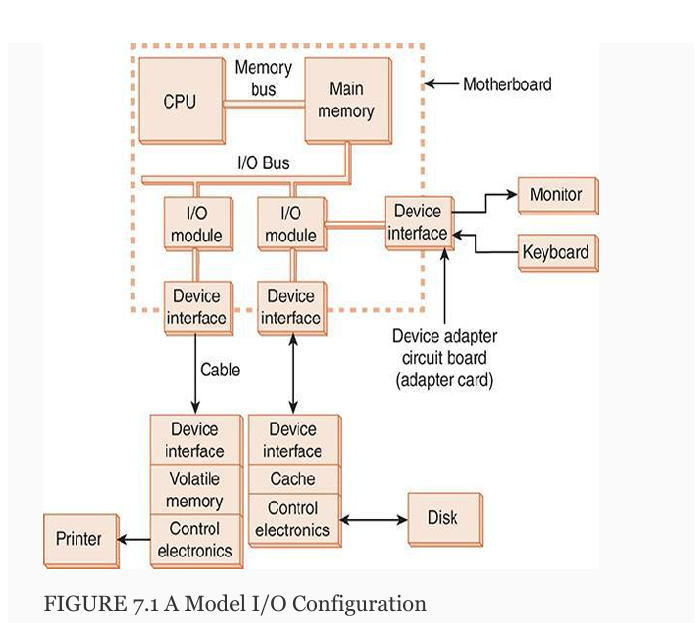 Memory
bus
CPU
Main
memory
Motherboard
I/O Bus
I/O
module
I/O
module
Device
interface
Monitor
Keyboard
Device
interface
Device
interface
Device adapter
circuit board
(adapter card)
Cable
Device
interface
Volatile
memory
Control
electronics
Device
interface
Cache
Control
electronics
Disk
Printer
FIGURE 7.1 A Model I/O Configuration